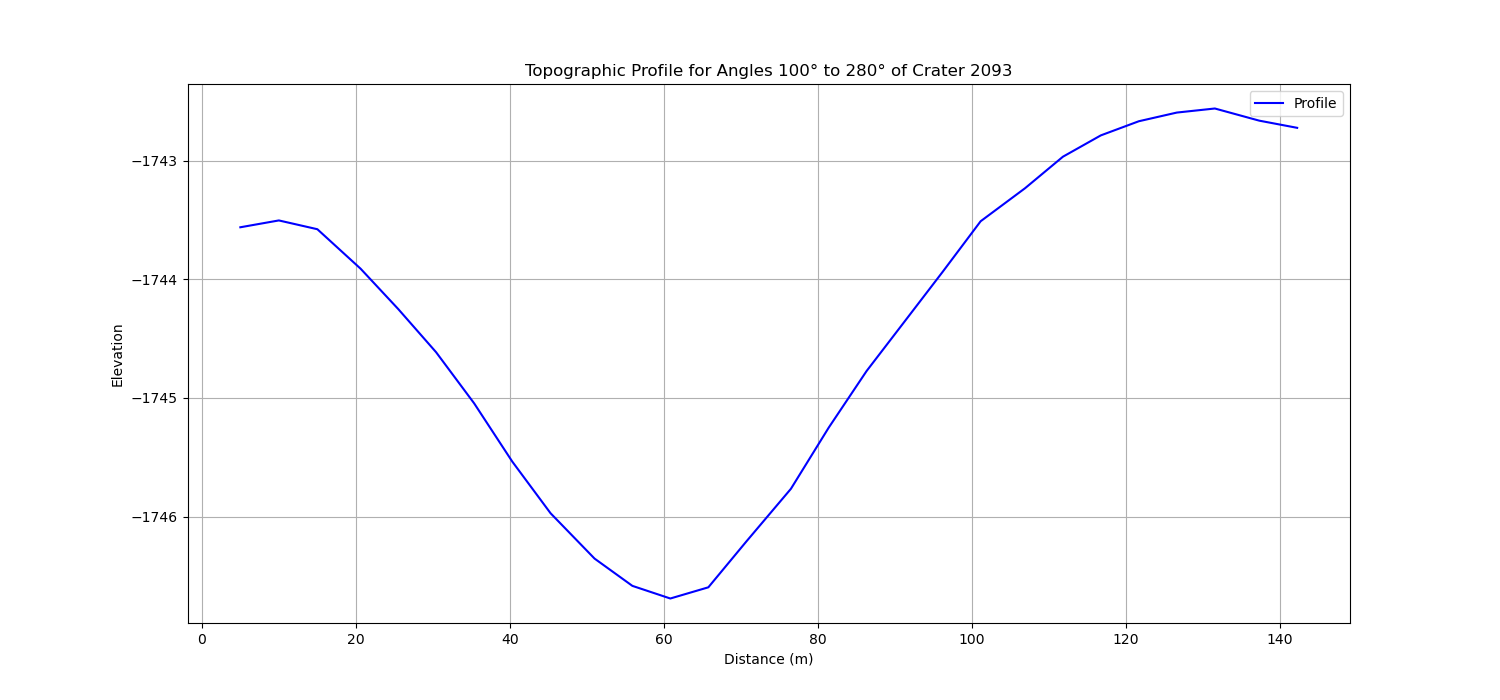 Topographic Profile for Angles 100° to 280° of Crater 2093
Profile
−1743
−1744
−1745
−1746
Elevation
0 20 40 60 80 100 120 140
Distance (m)